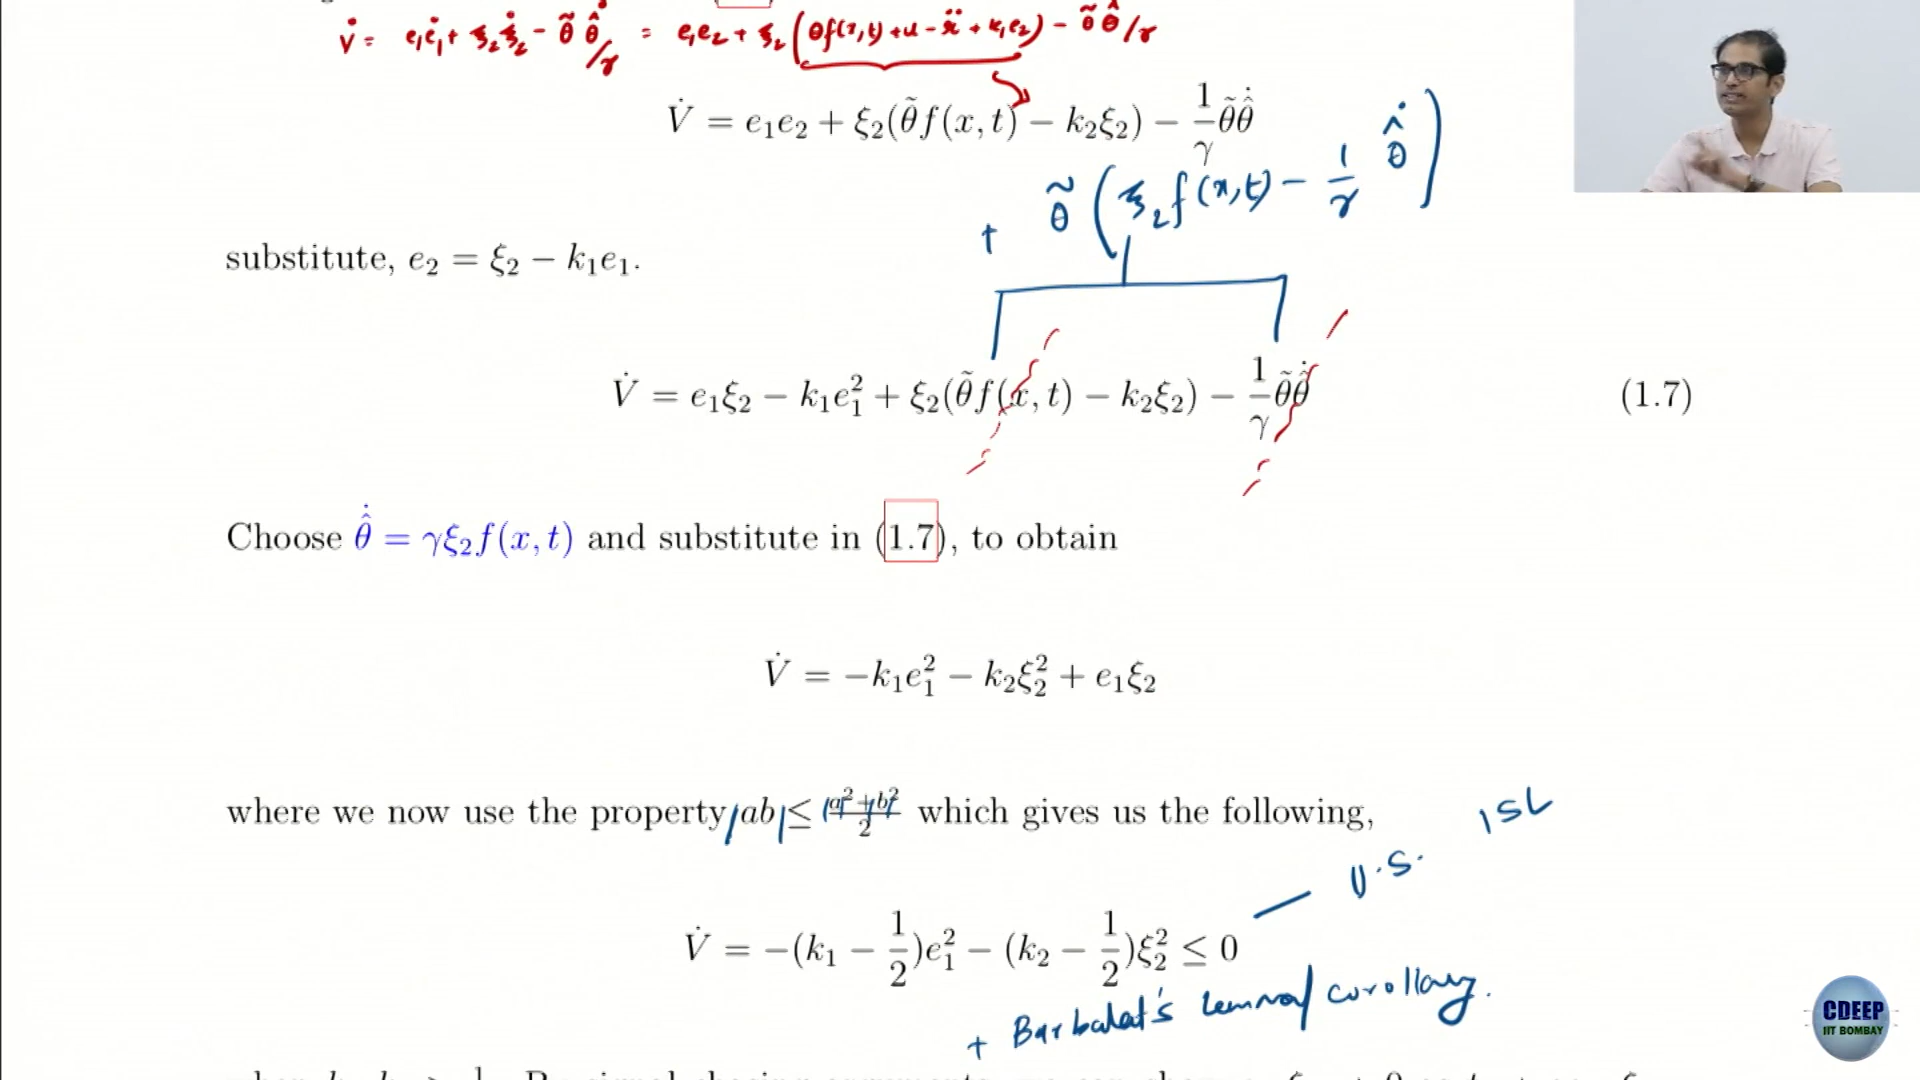 V̇ = e₁ė₁ + ξ₂ξ̇₂ - θ̃ θ̂̇/γ = e₁e₂ + ξ₂(θf(x,t) + u - r̈ + k₁e₂) - θ̃ θ̂̇/γ
V̇ = e₁e₂ + ξ₂(θ̃f(x, t) − k₂ξ₂) − 1/γ θ̃θ̂̇
+ θ̃ (ξ₂f(x,t) - 1/γ θ̂̇)
substitute, e₂ = ξ₂ − k₁e₁.
V̇ = e₁ξ₂ − k₁e₁² + ξ₂(θ̃f(x, t) − k₂ξ₂) − 1/γ θ̃θ̂̇ (1.7)
Choose θ̂̇ = γξ₂f(x, t) and substitute in (1.7), to obtain
V̇ = −k₁e₁² − k₂ξ₂² + e₁ξ₂
where we now use the property |ab| ≤ (|a|² + |b|²)/2 which gives us the following,
ISL
U.S.
V̇ = −(k₁ − 1/2)e₁² − (k₂ − 1/2)ξ₂² ≤ 0
+ Barbalat's Lemma/ corollary.
CDEEP
IIT BOMBAY